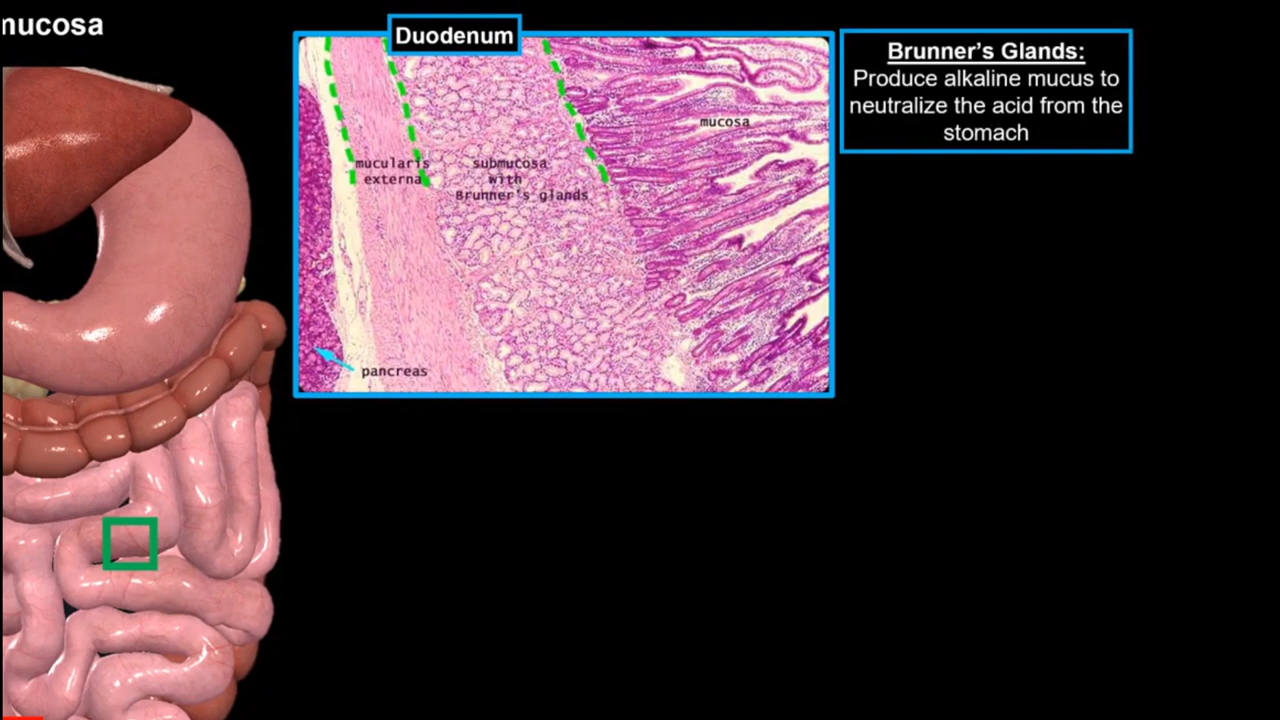 mucosa
Duodenum
Brunner's Glands:
Produce alkaline mucus to
neutralize the acid from the
stomach
mucosa
mucularis
externa
submucosa
with
Brunner's glands
pancreas